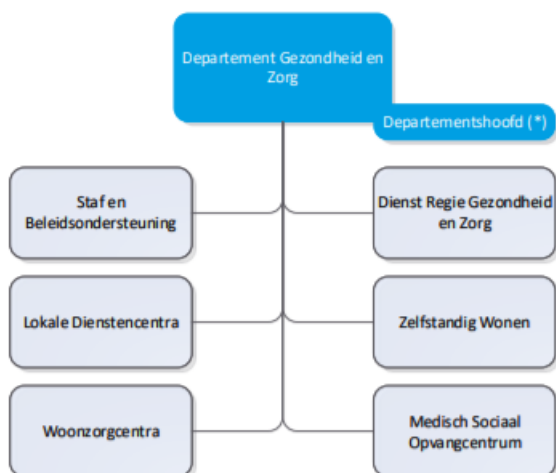 Departement Gezondheid en
Zorg
Departementshoofd (*)
Staf en
Beleidsondersteuning
Dienst Regie Gezondheid
en Zorg
Lokale Dienstencentra
Zelfstandig Wonen
Woonzorgcentra
Medisch Sociaal
Opvangcentrum